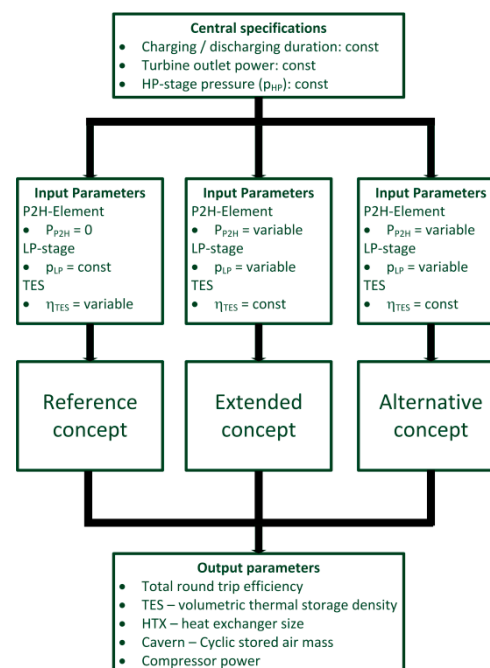 Central specifications
• Charging / discharging duration: const
• Turbine outlet power: const
• HP-stage pressure (pHP): const
Input Parameters
P2H-Element
• PP2H = 0
LP-stage
• pLP = const
TES
• ηTES = variable
Input Parameters
P2H-Element
• PP2H = variable
LP-stage
• pLP = variable
TES
• ηTES = const
Input Parameters
P2H-Element
• PP2H = variable
LP-stage
• pLP = variable
TES
• ηTES = const
Reference
concept
Extended
concept
Alternative
concept
Output parameters
• Total round trip efficiency
• TES – volumetric thermal storage density
• HTX – heat exchanger size
• Cavern – Cyclic stored air mass
• Compressor power